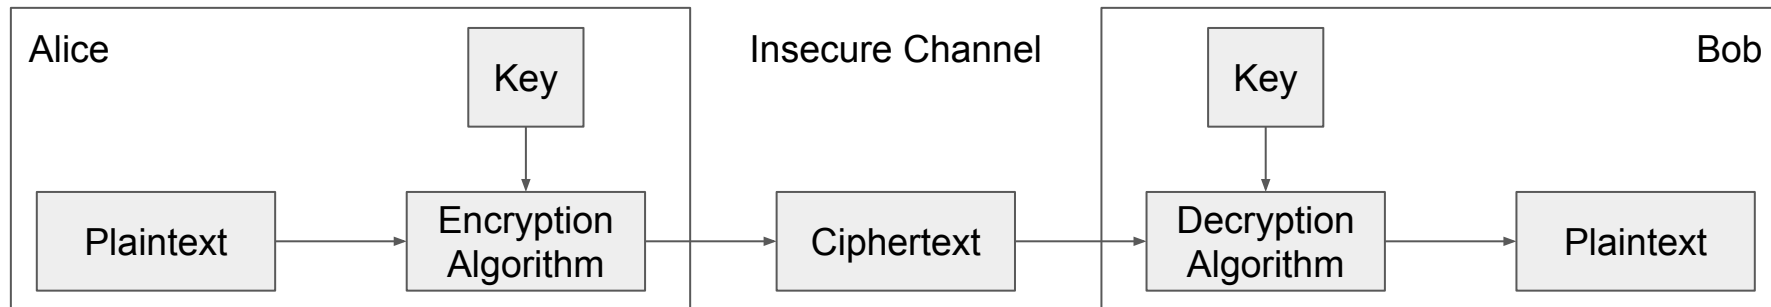 Alice
Key
Insecure Channel
Key
Bob
Plaintext
Encryption
Algorithm
Ciphertext
Decryption
Algorithm
Plaintext